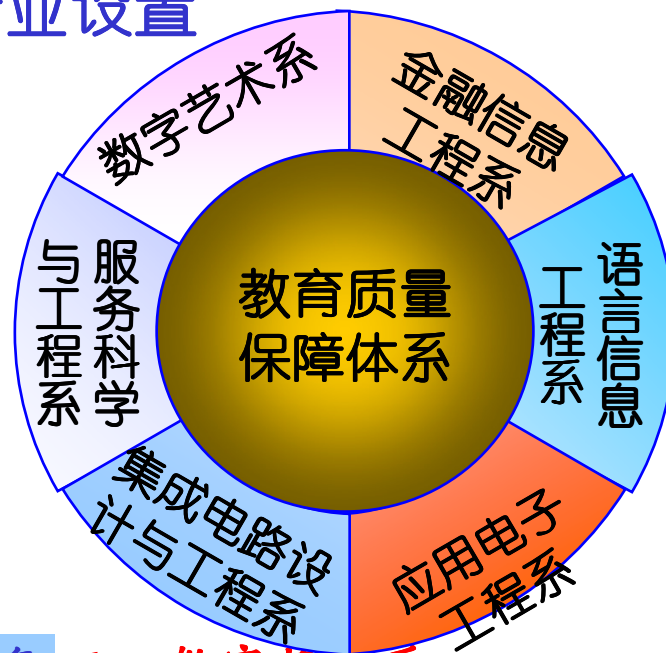 业设置
数字艺术系
金融信息
工程系
语言信息
工程系
应用电子
工程系
集成电路设
计与工程系
服务科学
与工程系
教育质量
保障体系